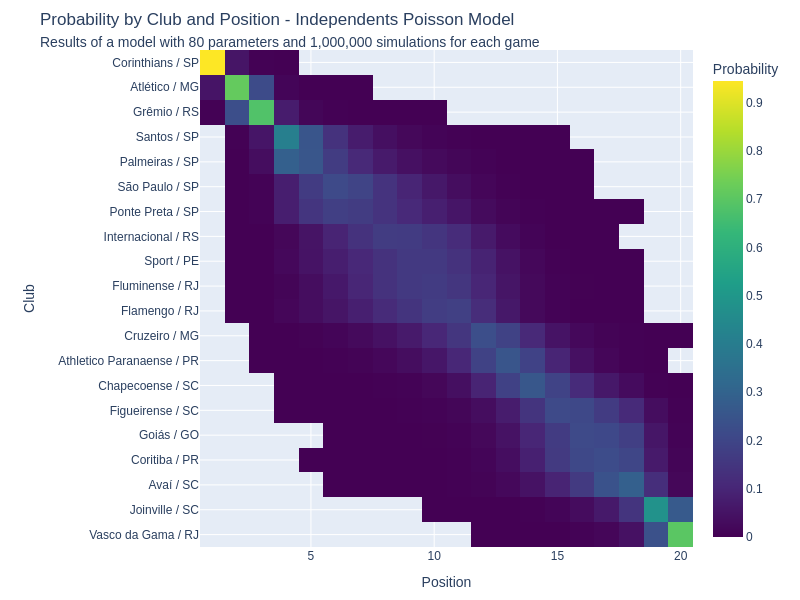 Probability by Club and Position - Independents Poisson Model
Results of a model with 80 parameters and 1,000,000 simulations for each game
Probability
Corinthians / SP
Atlético / MG
Grêmio / RS
Santos / SP
Palmeiras / SP
São Paulo / SP
Ponte Preta / SP
Internacional / RS
Sport / PE
Fluminense / RJ
Flamengo / RJ
Cruzeiro / MG
Athletico Paranaense / PR
Chapecoense / SC
Figueirense / SC
Goiás / GO
Coritiba / PR
Avaí / SC
Joinville / SC
Vasco da Gama / RJ
Club
5 10 15 20
Position
0.9
0.8
0.7
0.6
0.5
0.4
0.3
0.2
0.1
0